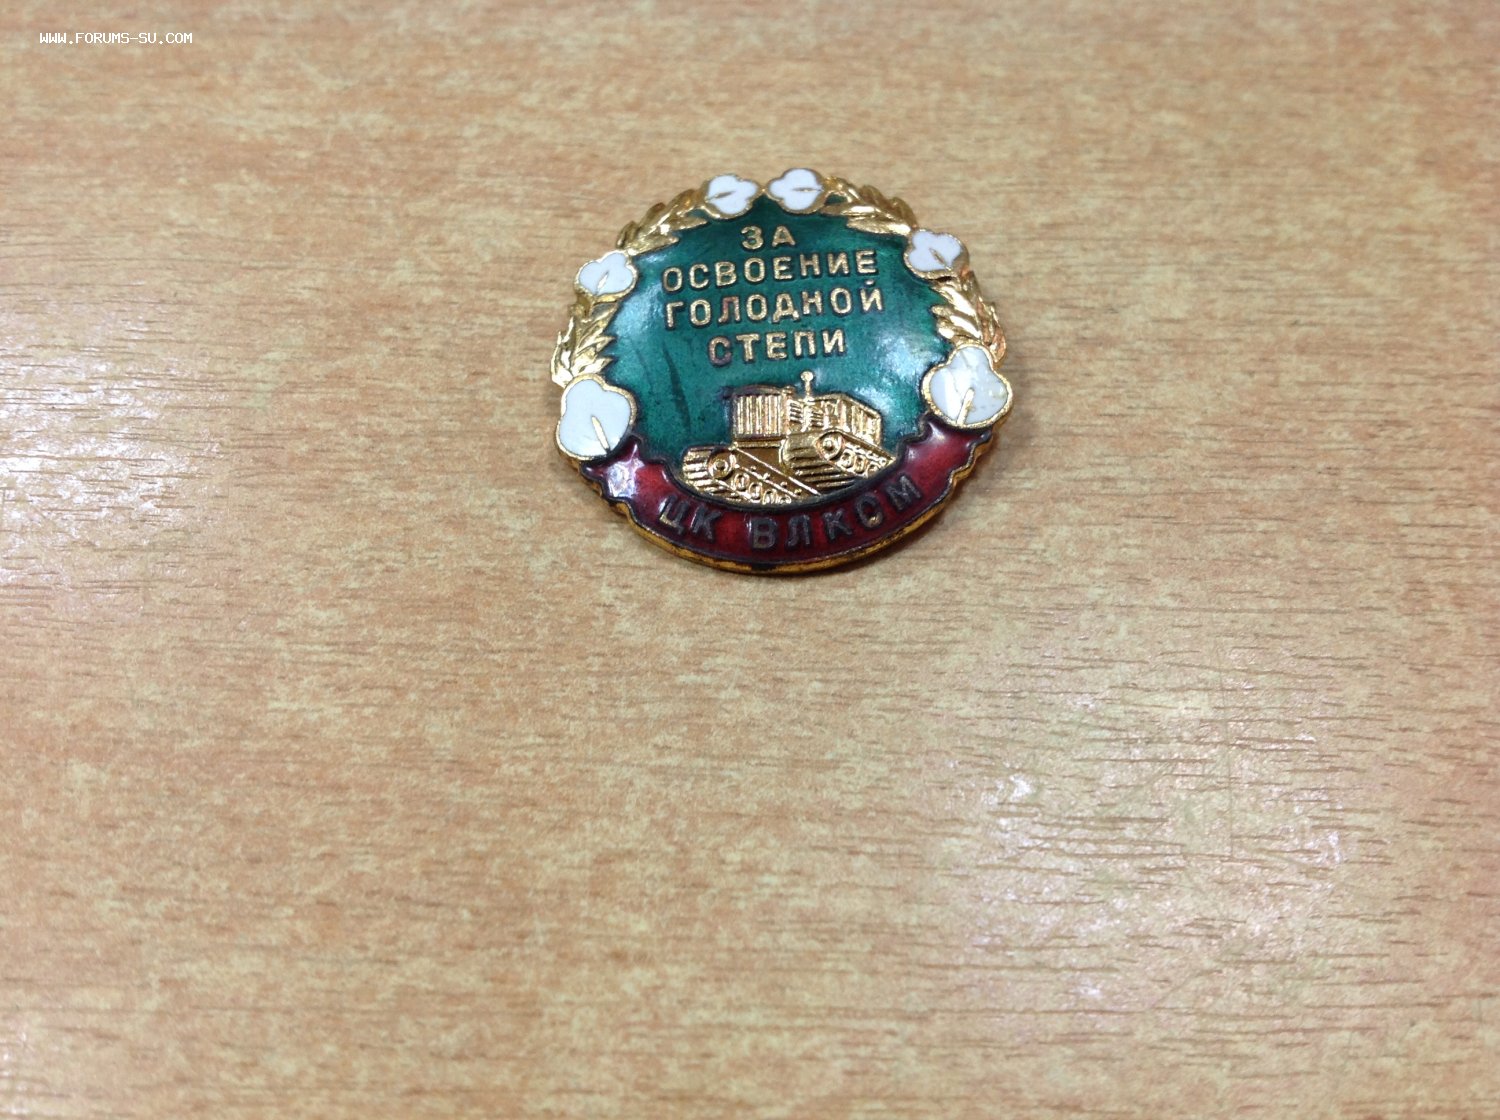 WWW.FORUMS-SU.COM
ЗА
ОСВОЕНИЕ
ГОЛОДНОЙ
СТЕПИ
ЦК ВЛКСМ